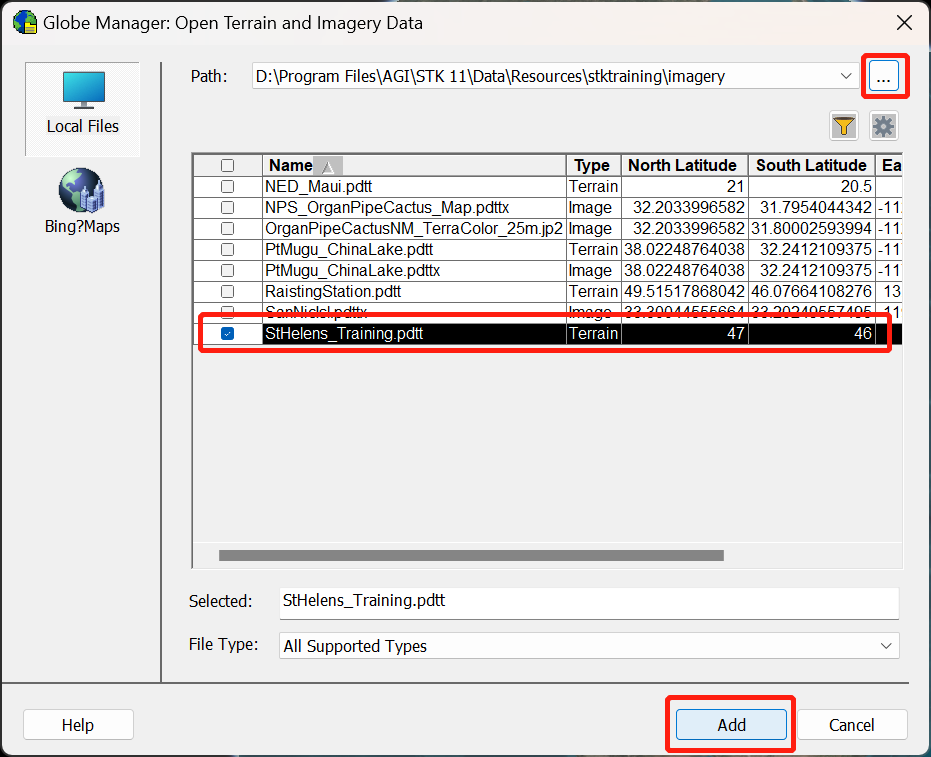 Globe Manager: Open Terrain and Imagery Data
Path: D:\Program Files\AGI\STK 11\Data\Resources\stktraining\imagery ...
Local Files
Bing?Maps
Name Type North Latitude South Latitude Ea
NED_Maui.pdtt Terrain 21 20.5
NPS_OrganPipeCactus_Map.pdttx Image 32.2033996582 31.7954044342 -11
OrganPipeCactusNM_TerraColor_25m.jp2 Image 32.2033996582 31.80002593994 -11
PtMugu_ChinaLake.pdtt Terrain 38.02248764038 32.2412109375 -11
PtMugu_ChinaLake.pdttx Image 38.02248764038 32.2412109375 -11
RaistingStation.pdtt Terrain 49.51517868042 46.07664108276 13
SanNicIsl.pdttx Image 33.30044555664 33.20249557495
StHelens_Training.pdtt Terrain 47 46
Selected: StHelens_Training.pdtt
File Type: All Supported Types
Help Add Cancel